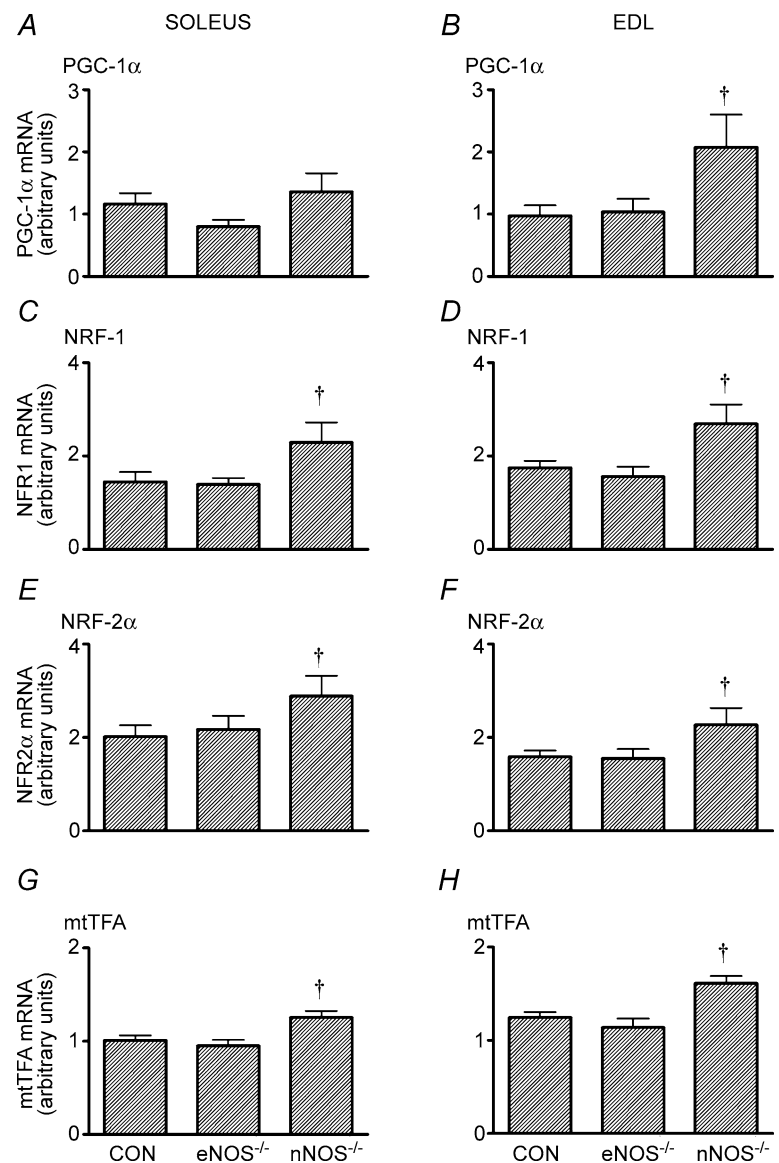 A SOLEUS B EDL
PGC-1α PGC-1α
PGC-1α mRNA
(arbitrary units)
3 3
†
2 2
1 1
0 0
C D
NRF-1 NRF-1
NFR1 mRNA
(arbitrary units)
4 4
† †
2 2
0 0
E F
NRF-2α NRF-2α
NFR2α mRNA
(arbitrary units)
4 4
† †
2 2
0 0
G H
mtTFA mtTFA
mtTFA mRNA
(arbitrary units)
2 2
† †
1 1
0 0
CON eNOS-/- nNOS-/- CON eNOS-/- nNOS-/-